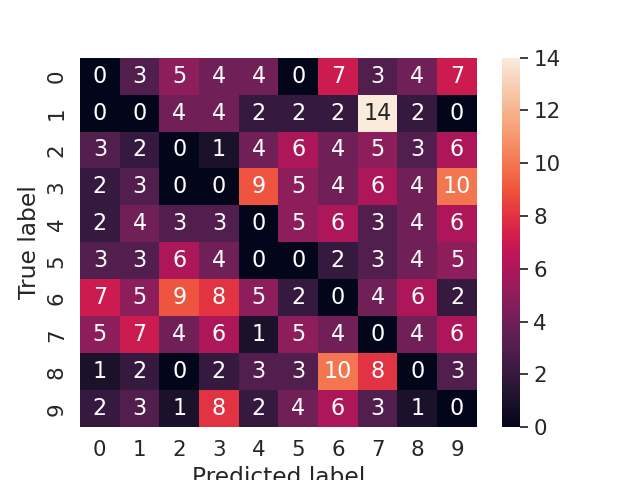 0 0 3 5 4 4 0 7 3 4 7
1 0 0 4 4 2 2 2 14 2 0
2 3 2 0 1 4 6 4 5 3 6
3 2 3 0 0 9 5 4 6 4 10
4 2 4 3 3 0 5 6 3 4 6
5 3 3 6 4 0 0 2 3 4 5
6 7 5 9 8 5 2 0 4 6 2
7 5 7 4 6 1 5 4 0 4 6
8 1 2 0 2 3 3 10 8 0 3
9 2 3 1 8 2 4 6 3 1 0
0 1 2 3 4 5 6 7 8 9
Predicted label
True label
14
12
10
8
6
4
2
0